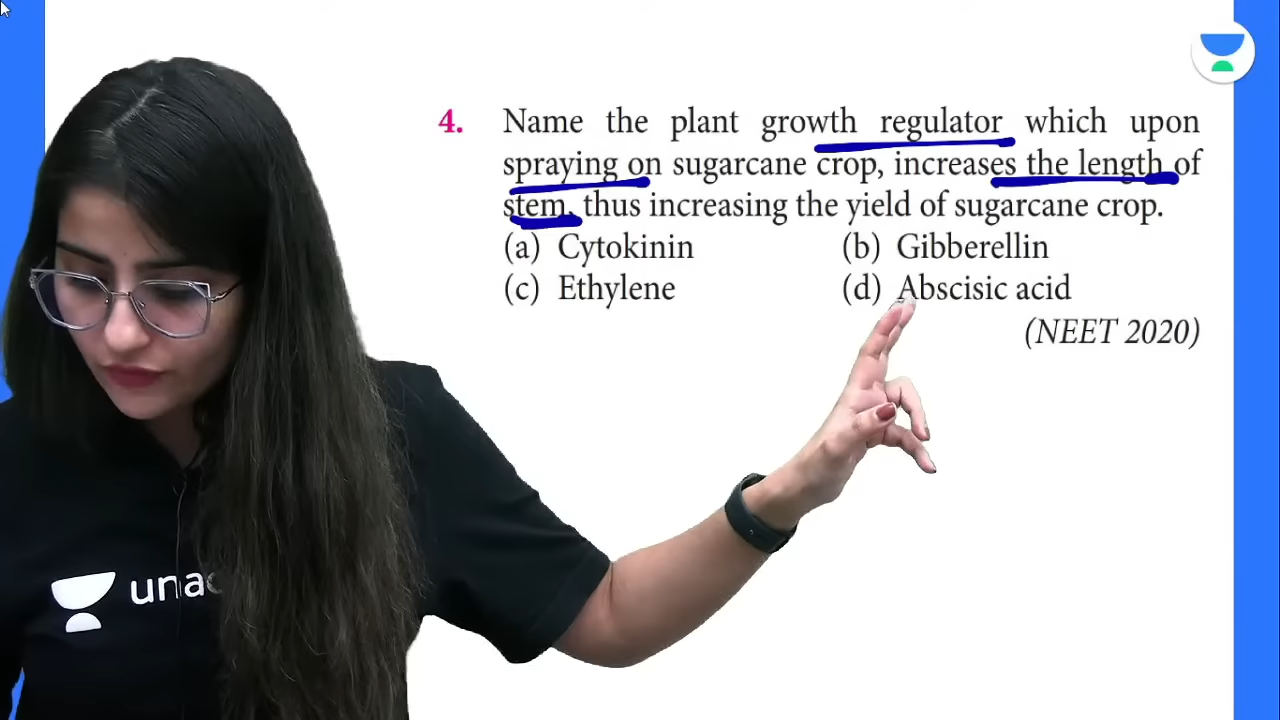 4. Name the plant growth regulator which upon
spraying on sugarcane crop, increases the length of
stem, thus increasing the yield of sugarcane crop.
(a) Cytokinin (b) Gibberellin
(c) Ethylene (d) Abscisic acid
(NEET 2020)